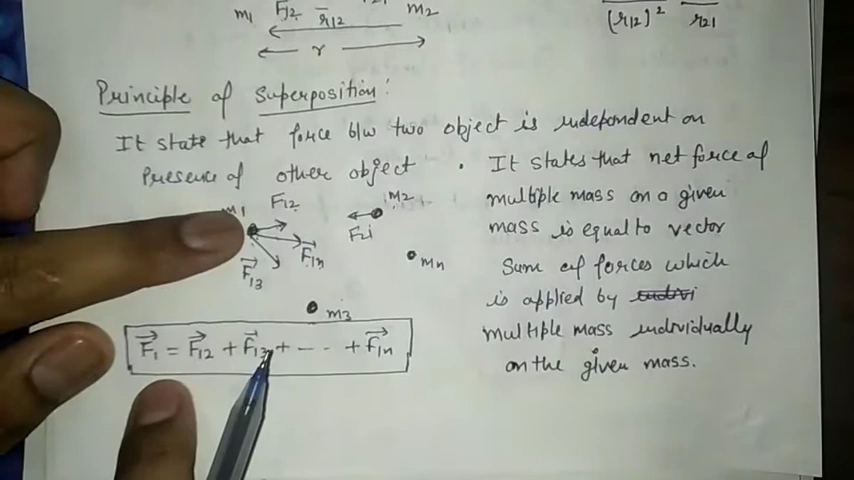 m1 F12 r12 m2
(r12)² r21
r
Principle of Superposition:
It state that force b/w two object is independent on
Presence of other object .
It states that net force of
multiple mass on a given
mass is equal to vector
Sum of forces which
is applied by
multiple mass individually
on the given mass.
m1 F12 m2
F21
F1n
F13
mn
m3
F1 = F12 + F13 + - - - + F1n